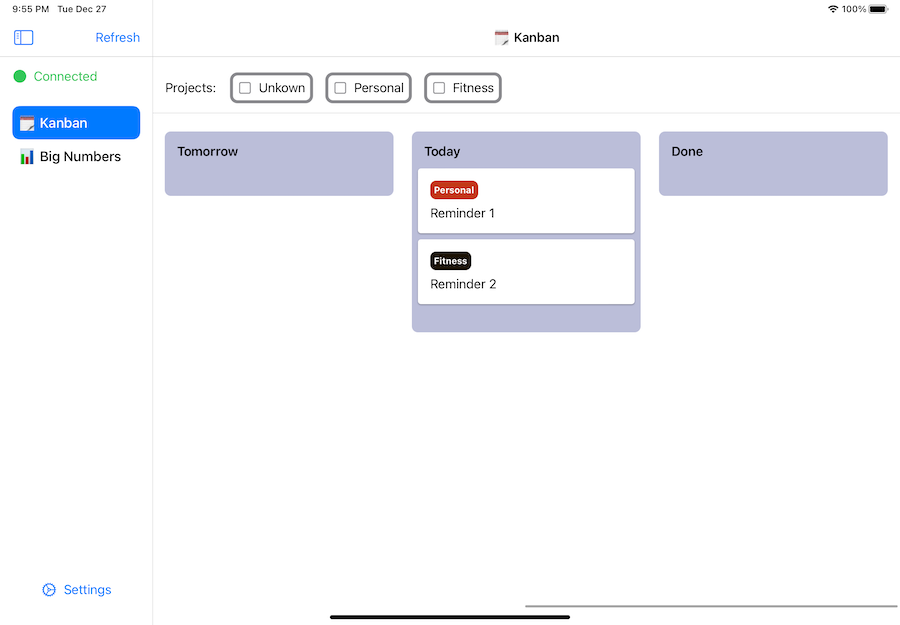 9:55 PM Tue Dec 27 100%
Refresh
Kanban
Connected
Kanban
Big Numbers
Projects: Unkown Personal Fitness
Tomorrow
Today
Personal
Reminder 1
Fitness
Reminder 2
Done
Settings